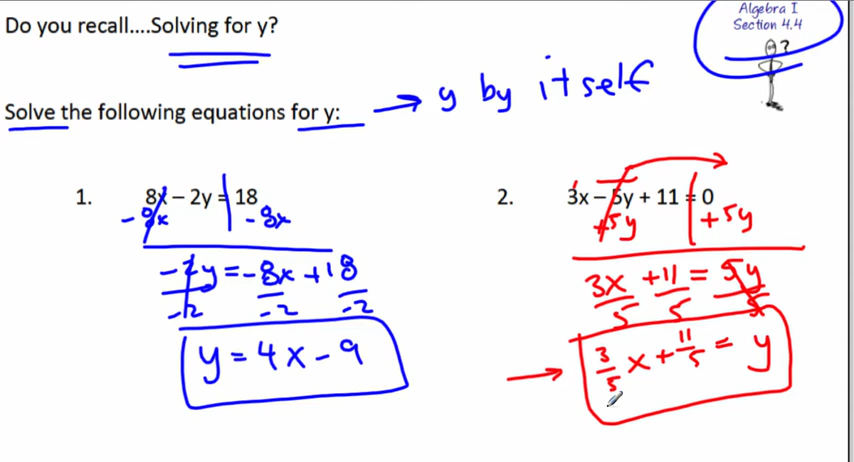 Algebra I
Section 4.4
?
Do you recall....Solving for y?
Solve the following equations for y: → y by itself
1. 8x – 2y = 18
-8x -8x
-2y = -8x + 18
-2 -2 -2
y = 4x - 9
2. 3x – 5y + 11 = 0
+5y +5y
3x + 11 = 5y
5 5 5
→ 3/5 x + 11/5 = y